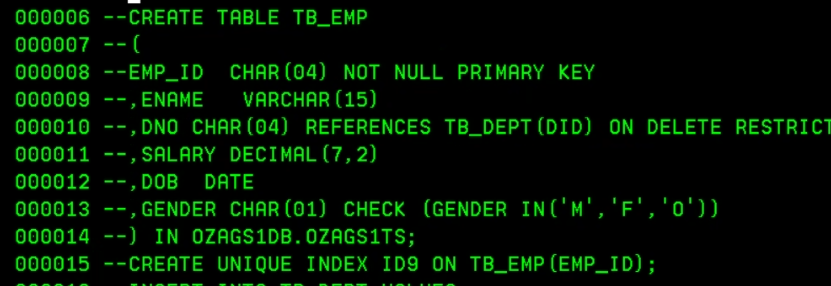 000006 --CREATE TABLE TB_EMP
000007 --(
000008 --EMP_ID  CHAR(04) NOT NULL PRIMARY KEY
000009 --,ENAME   VARCHAR(15)
000010 --,DNO CHAR(04) REFERENCES TB_DEPT(DID) ON DELETE RESTRICT
000011 --,SALARY DECIMAL(7,2)
000012 --,DOB  DATE
000013 --,GENDER CHAR(01) CHECK (GENDER IN('M','F','O'))
000014 --) IN OZAGS1DB.OZAGS1TS;
000015 --CREATE UNIQUE INDEX ID9 ON TB_EMP(EMP_ID);